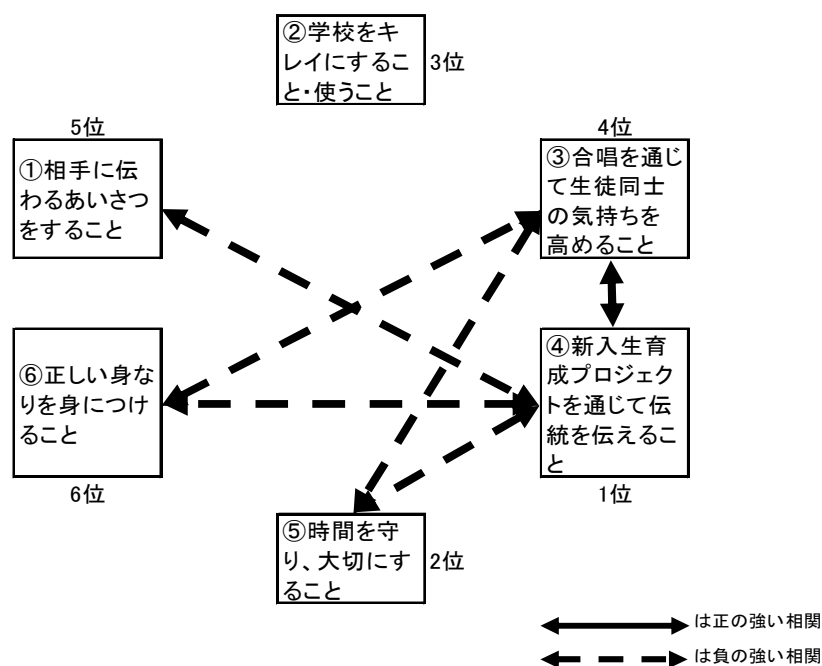 ②学校をキ
レイにするこ
と・使うこと
3位
5位
①相手に伝
わるあいさつ
をすること
4位
③合唱を通じ
て生徒同士
の気持ちを
高めること
⑥正しい身な
りを身につけ
ること
6位
④新入生育
成プロジェク
トを通じて伝
統を伝えるこ
と
1位
⑤時間を守
り、大切にす
ること
2位
は正の強い相関
は負の強い相関